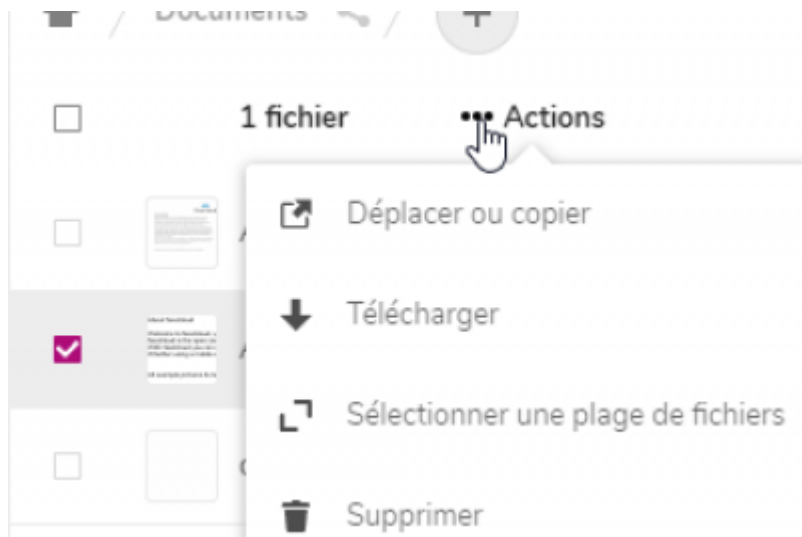 Documents
1 fichier ••• Actions
Déplacer ou copier
Télécharger
Sélectionner une plage de fichiers
Supprimer